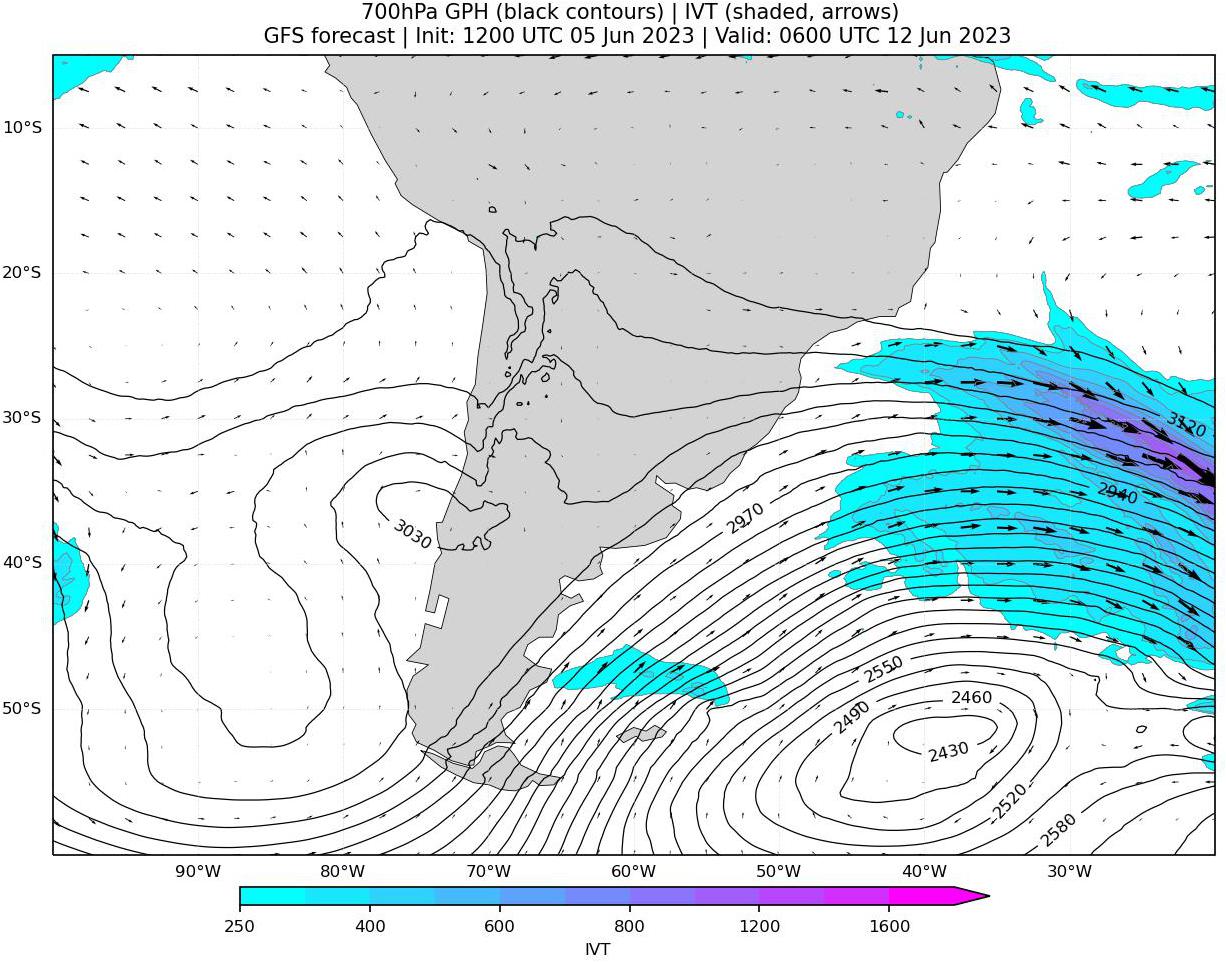 700hPa GPH (black contours) | IVT (shaded, arrows)
GFS forecast | Init: 1200 UTC 05 Jun 2023 | Valid: 0600 UTC 12 Jun 2023
10°S
20°S
30°S
40°S
50°S
3120
2940
2970
3030
2550
2460
2490
2430
2520
2580
90°W 80°W 70°W 60°W 50°W 40°W 30°W
250 400 600 800 1200 1600
IVT